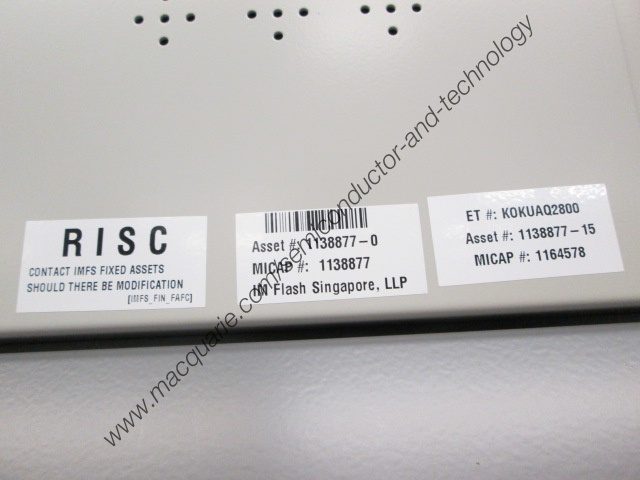 RISC
CONTACT IMFS FIXED ASSETS
SHOULD THERE BE MODIFICATION
[IMFS_FIN_FAFC]
Asset #: 1138877-0
MICAP #: 1138877
IM Flash Singapore, LLP
ET #: KOKUAQ2800
Asset #: 1138877-15
MICAP #: 1164578
www.macquarie.com/semiconductor-and-technology